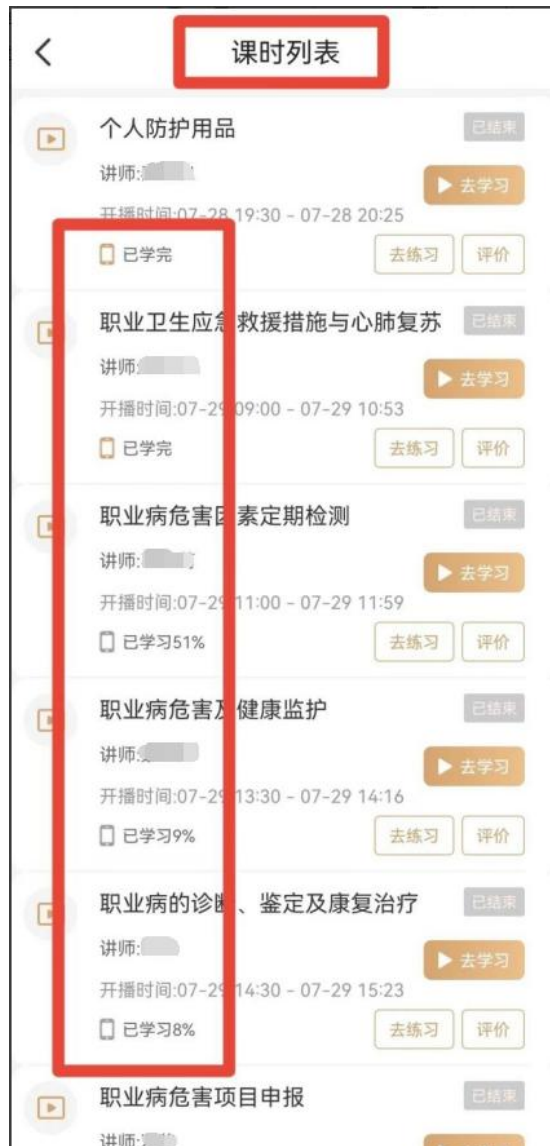 课时列表
个人防护用品
已结束
讲师:
去学习
开播时间:07-28 19:30 - 07-28 20:25
已学完
去练习
评价
职业卫生应急救援措施与心肺复苏
已结束
讲师:
去学习
开播时间:07-29 09:00 - 07-29 10:53
已学完
去练习
评价
职业病危害因素定期检测
已结束
讲师:
去学习
开播时间:07-29 11:00 - 07-29 11:59
已学习51%
去练习
评价
职业病危害及健康监护
已结束
讲师:
去学习
开播时间:07-29 13:30 - 07-29 14:16
已学习9%
去练习
评价
职业病的诊断、鉴定及康复治疗
已结束
讲师:
去学习
开播时间:07-29 14:30 - 07-29 15:23
已学习8%
去练习
评价
职业病危害项目申报
已结束
讲师: